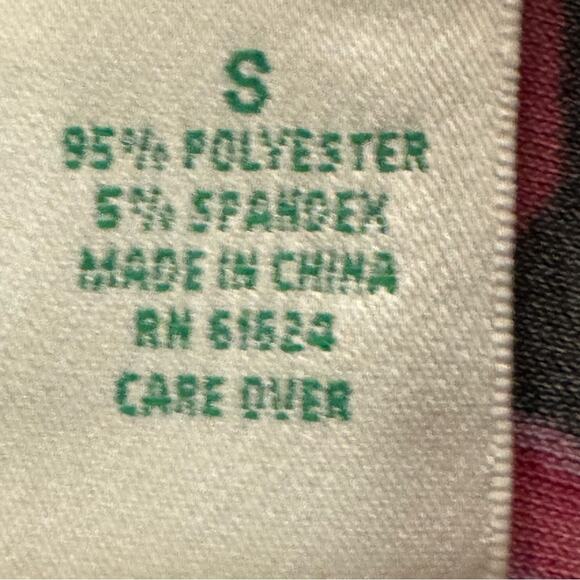 S
95% POLYESTER
5% SPANDEX
MADE IN CHINA
RN 61524
CARE OVER